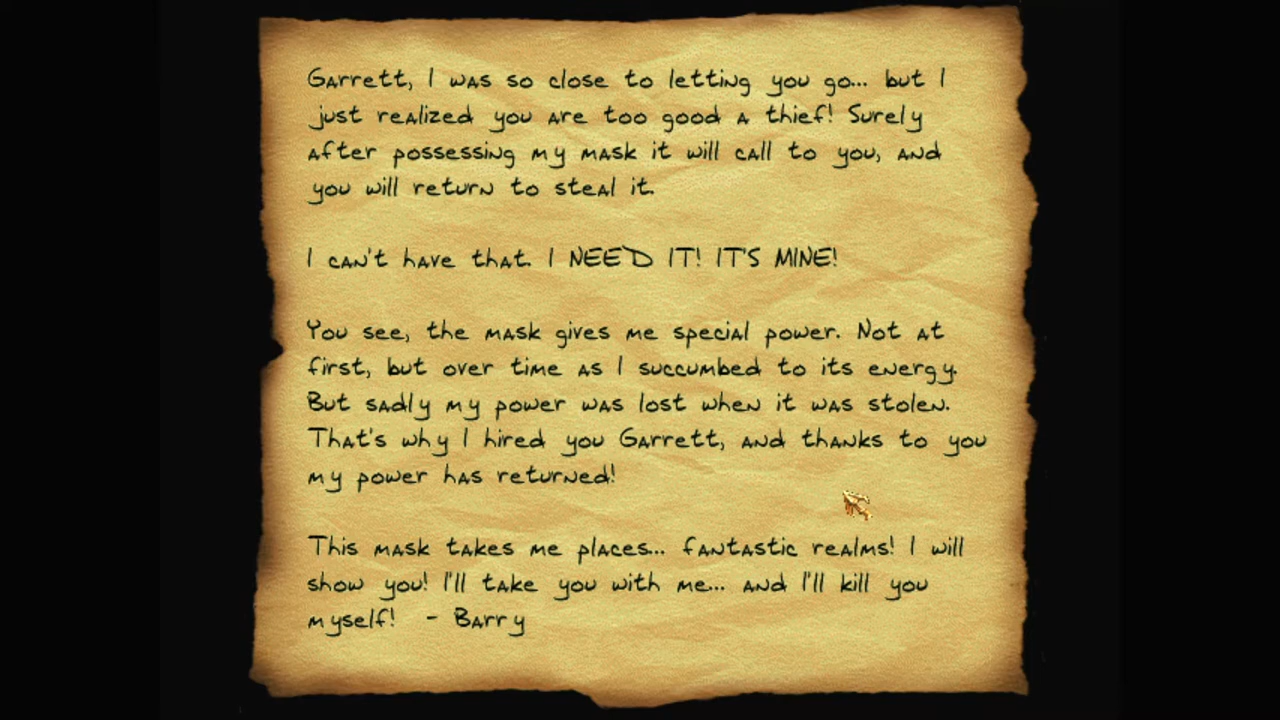 Garrett, I was so close to letting you go... but I
just realized you are too good a thief! Surely
after possessing my mask it will call to you, and
you will return to steal it.
I can't have that. I NEED IT! IT'S MINE!
You see, the mask gives me special power. Not at
first, but over time as I succumbed to its energy.
But sadly my power was lost when it was stolen.
That's why I hired you Garrett, and thanks to you
my power has returned!
This mask takes me places... fantastic realms! I will
show you! I'll take you with me... and I'll kill you
myself! - Barry